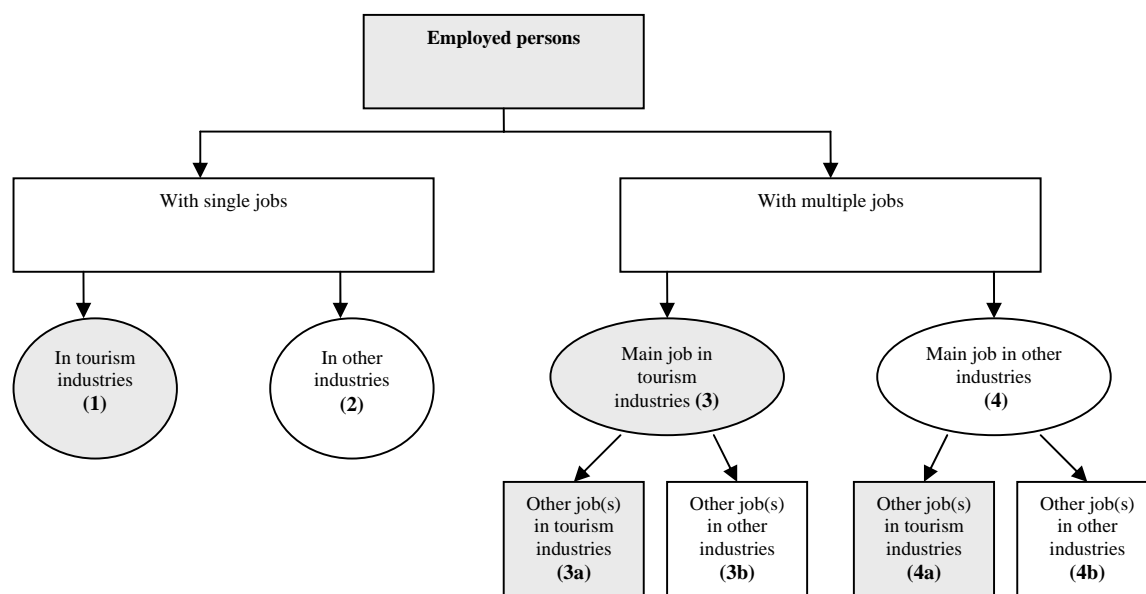 Employed persons
With single jobs
With multiple jobs
In tourism
industries
(1)
In other
industries
(2)
Main job in
tourism
industries (3)
Main job in other
industries
(4)
Other job(s)
in tourism
industries
(3a)
Other job(s)
in other
industries
(3b)
Other job(s)
in tourism
industries
(4a)
Other job(s)
in other
industries
(4b)